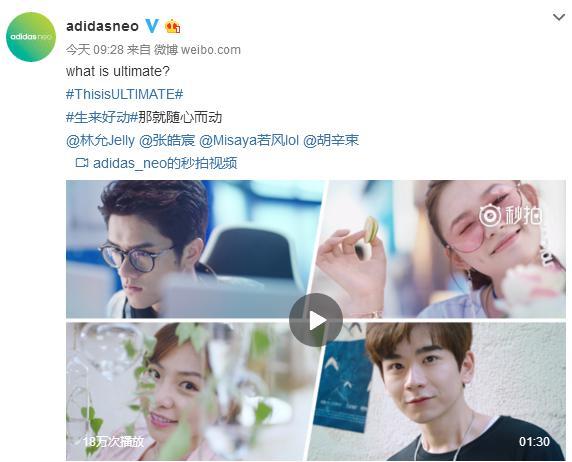 adidas neo
adidasneo
今天 09:28 来自 微博 weibo.com
what is ultimate?
#ThisisULTIMATE#
#生来好动#那就随心而动
@林允Jelly @张皓宸 @Misaya若风lol @胡辛束
adidas_neo的秒拍视频
秒拍
18万次播放
01:30